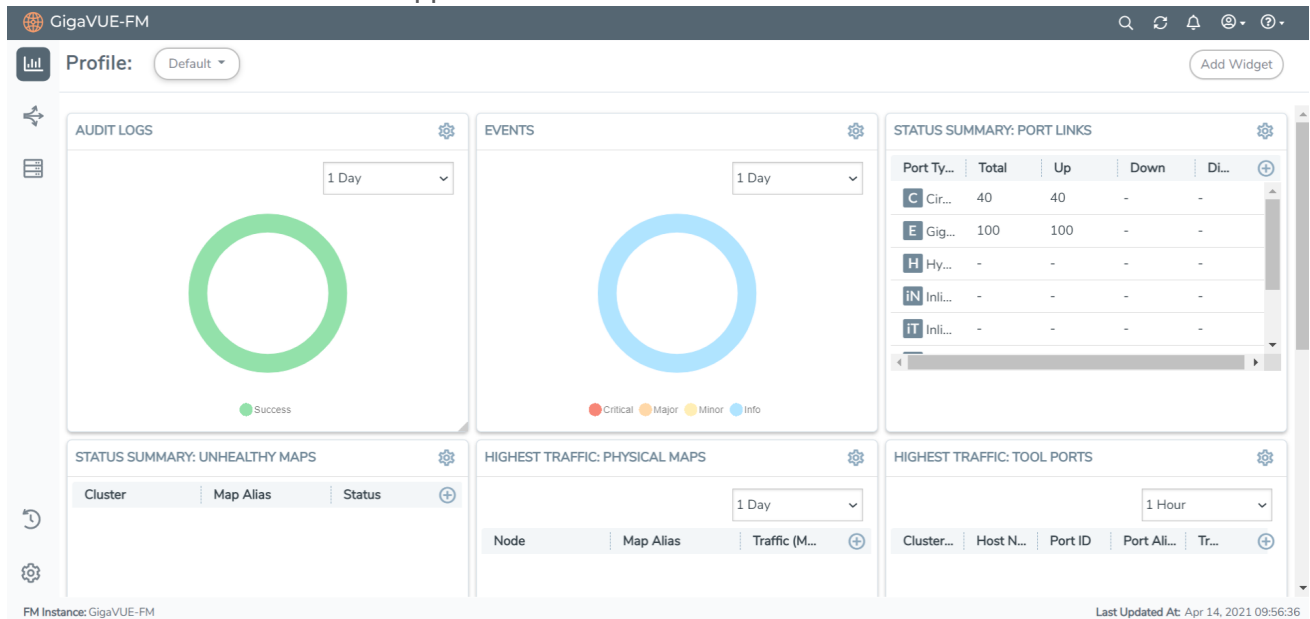 GigaVUE-FM
Profile: Default
Add Widget
AUDIT LOGS
1 Day
Success
EVENTS
1 Day
Critical Major Minor Info
STATUS SUMMARY: PORT LINKS
Port Ty... Total Up Down Di...
C Cir... 40 40 - -
E Gig... 100 100 - -
H Hy... - - - -
iN Inli... - - - -
iT Inli... - - - -
STATUS SUMMARY: UNHEALTHY MAPS
Cluster Map Alias Status
HIGHEST TRAFFIC: PHYSICAL MAPS
1 Day
Node Map Alias Traffic (M...
HIGHEST TRAFFIC: TOOL PORTS
1 Hour
Cluster... Host N... Port ID Port Ali... Tr...
FM Instance: GigaVUE-FM
Last Updated At: Apr 14, 2021 09:56:36